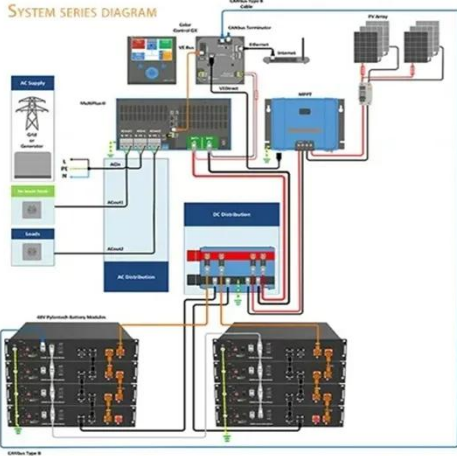 SYSTEM SERIES DIAGRAM
CANbus Type B
Cable
Color
Control GX
CANbus Terminator
PV Array
VE.Bus
Ethernet
Internet
AC Supply
VE.Direct
MPPT
MultiPlus-II
Grid
or
Generator
L
PE
N
ACin
ACout1
Loads
DC Distribution
ACout2
AC Distribution
48V Pylontech Battery Modules
CANbus Type B